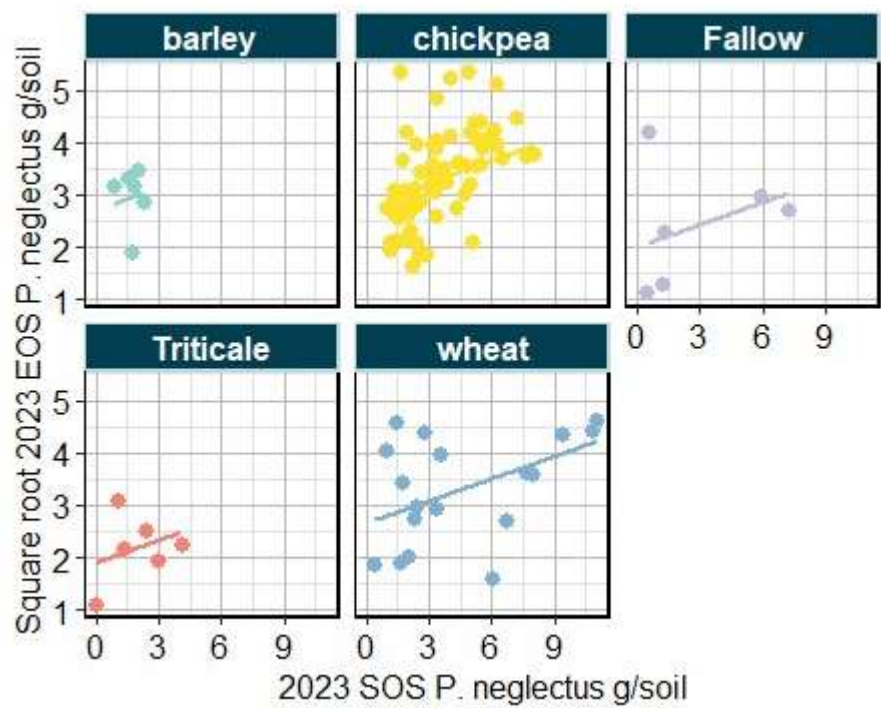 barley chickpea Fallow
5
4
3
2
1
0 3 6 9
Triticale wheat
5
4
3
2
1
0 3 6 9 0 3 6 9
Square root 2023 EOS P. neglectus g/soil
2023 SOS P. neglectus g/soil